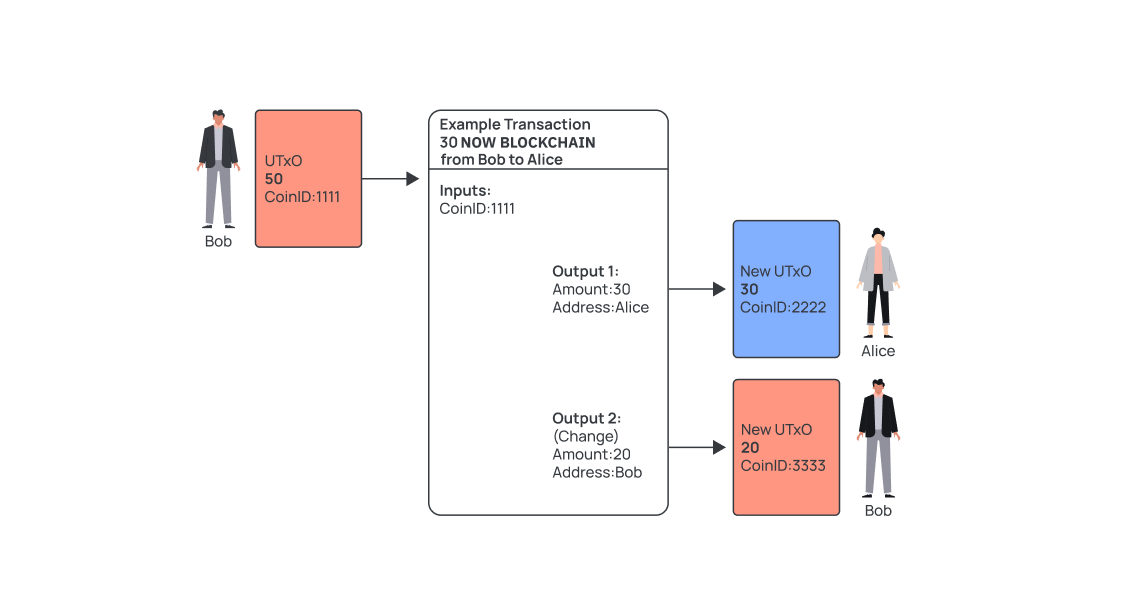 UTxO
50
CoinID:1111
Bob
Example Transaction
30 NOW BLOCKCHAIN
from Bob to Alice
Inputs:
CoinID:1111
Output 1:
Amount:30
Address:Alice
New UTxO
30
CoinID:2222
Alice
Output 2:
(Change)
Amount:20
Address:Bob
New UTxO
20
CoinID:3333
Bob